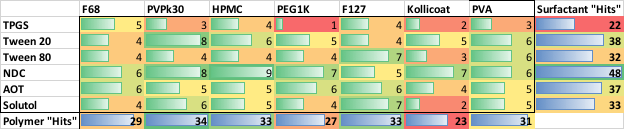 F68 PVPk30 HPMC PEG1K F127 Kollicoat PVA Surfactant "Hits"
TPGS 5 3 4 1 4 2 3 22
Tween 20 4 8 6 5 4 5 6 38
Tween 80 4 4 4 5 7 2 6 32
NDC 6 8 9 7 5 7 6 48
AOT 6 5 6 5 4 5 6 37
Solutol 4 6 5 4 7 2 5 33
Polymer "Hits" 29 34 33 27 33 23 31